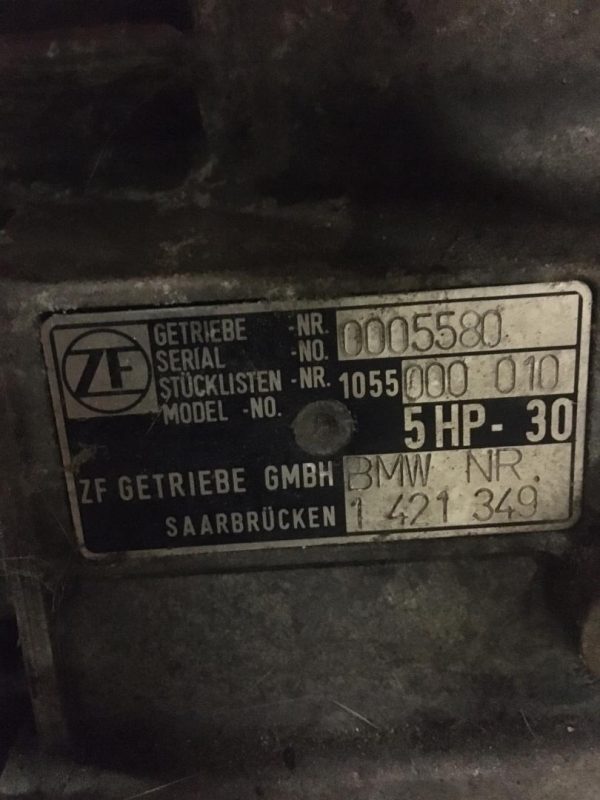 ZF
GETRIEBE -NR. 0005580
SERIAL -NO.
STÜCKLISTEN -NR. 1055 000 010
MODEL -NO.
5 HP - 30
ZF GETRIEBE GMBH BMW NR.
SAARBRÜCKEN 1 421 349